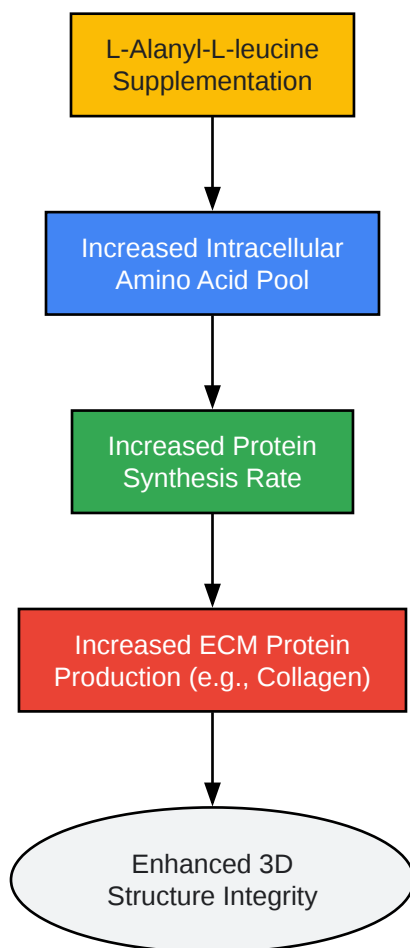 L-Alanyl-L-leucine
Supplementation
Increased Intracellular
Amino Acid Pool
Increased Protein
Synthesis Rate
Increased ECM Protein
Production (e.g., Collagen)
Enhanced 3D
Structure Integrity